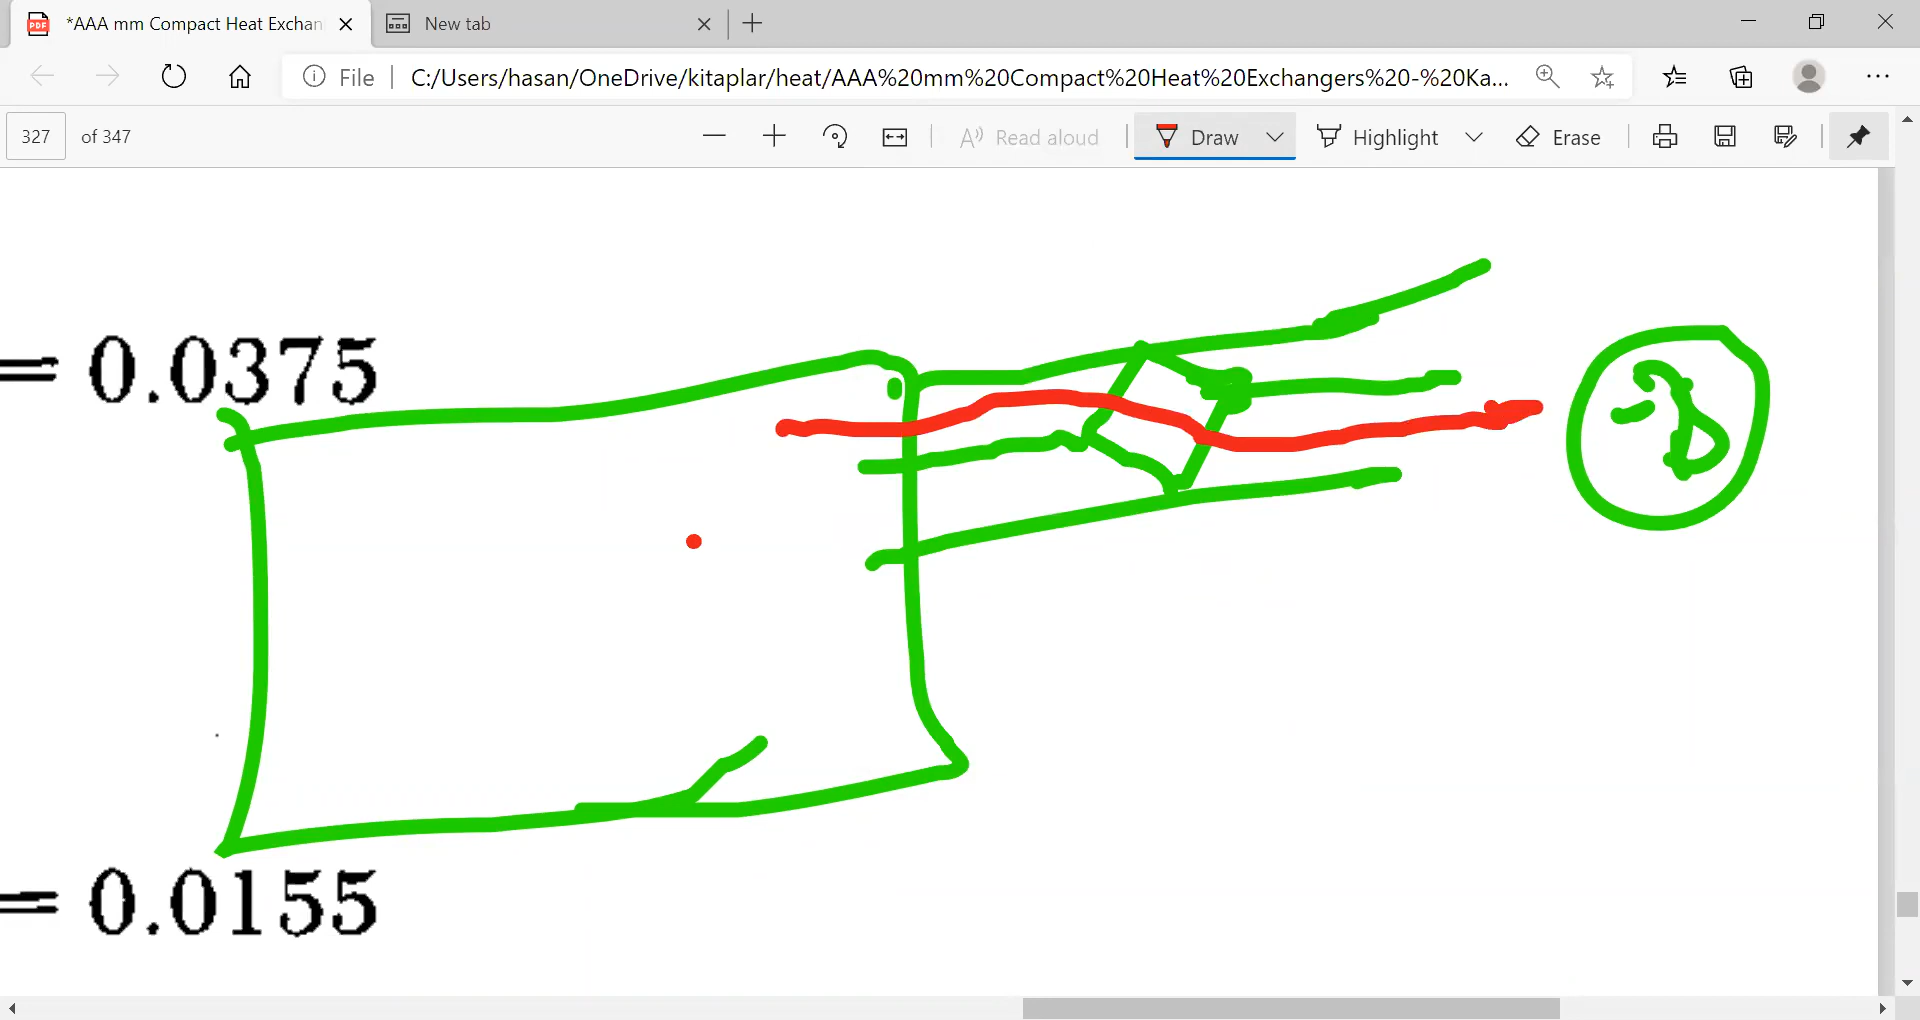 *AAA mm Compact Heat Exchan
New tab
File
C:/Users/hasan/OneDrive/kitaplar/heat/AAA%20mm%20Compact%20Heat%20Exchangers%20-%20Ka...
327 of 347
Read aloud
Draw
Highlight
Erase
= 0.0375
= 0.0155